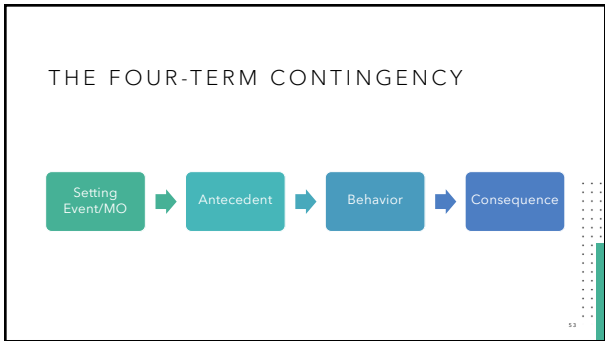 THE FOUR-TERM CONTINGENCY
Setting
Event/MO
Antecedent
Behavior
Consequence
53